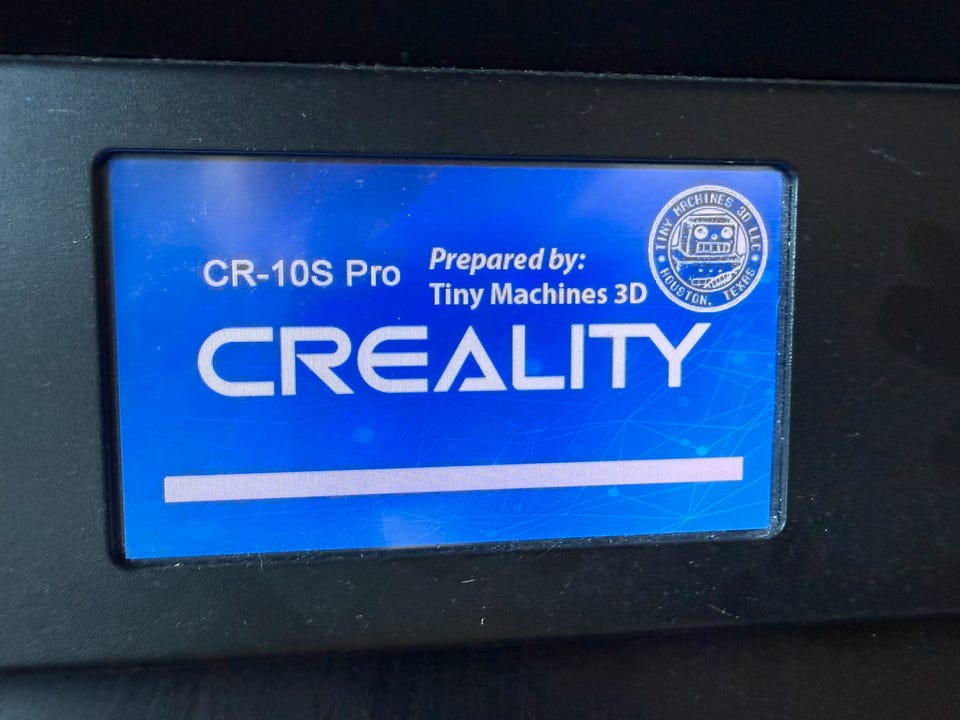 CR-10S Pro
Prepared by:
Tiny Machines 3D
TINY MACHINES 3D LLC
HOUSTON, TEXAS
CREALITY